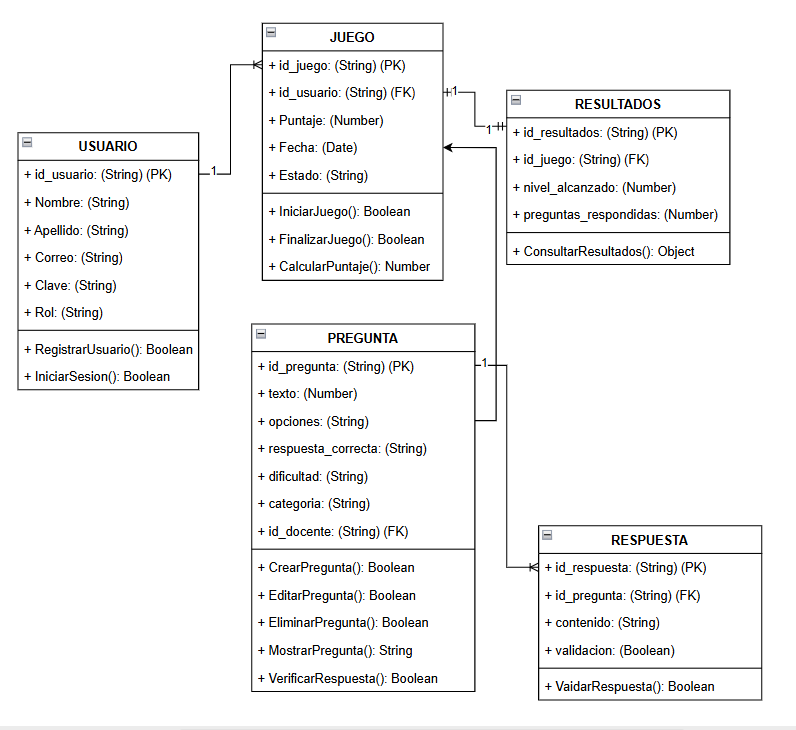 JUEGO
+ id_juego: (String) (PK)
+ id_usuario: (String) (FK)
+ Puntaje: (Number)
+ Fecha: (Date)
+ Estado: (String)
+ IniciarJuego(): Boolean
+ FinalizarJuego(): Boolean
+ CalcularPuntaje(): Number
1
1
RESULTADOS
+ id_resultados: (String) (PK)
+ id_juego: (String) (FK)
+ nivel_alcanzado: (Number)
+ preguntas_respondidas: (Number)
+ ConsultarResultados(): Object
USUARIO
+ id_usuario: (String) (PK)
+ Nombre: (String)
+ Apellido: (String)
+ Correo: (String)
+ Clave: (String)
+ Rol: (String)
+ RegistrarUsuario(): Boolean
+ IniciarSesion(): Boolean
1
PREGUNTA
+ id_pregunta: (String) (PK)
+ texto: (Number)
+ opciones: (String)
+ respuesta_correcta: (String)
+ dificultad: (String)
+ categoria: (String)
+ id_docente: (String) (FK)
+ CrearPregunta(): Boolean
+ EditarPregunta(): Boolean
+ EliminarPregunta(): Boolean
+ MostrarPregunta(): String
+ VerificarRespuesta(): Boolean
1
RESPUESTA
+ id_respuesta: (String) (PK)
+ id_pregunta: (String) (FK)
+ contenido: (String)
+ validacion: (Boolean)
+ VaidarRespuesta(): Boolean